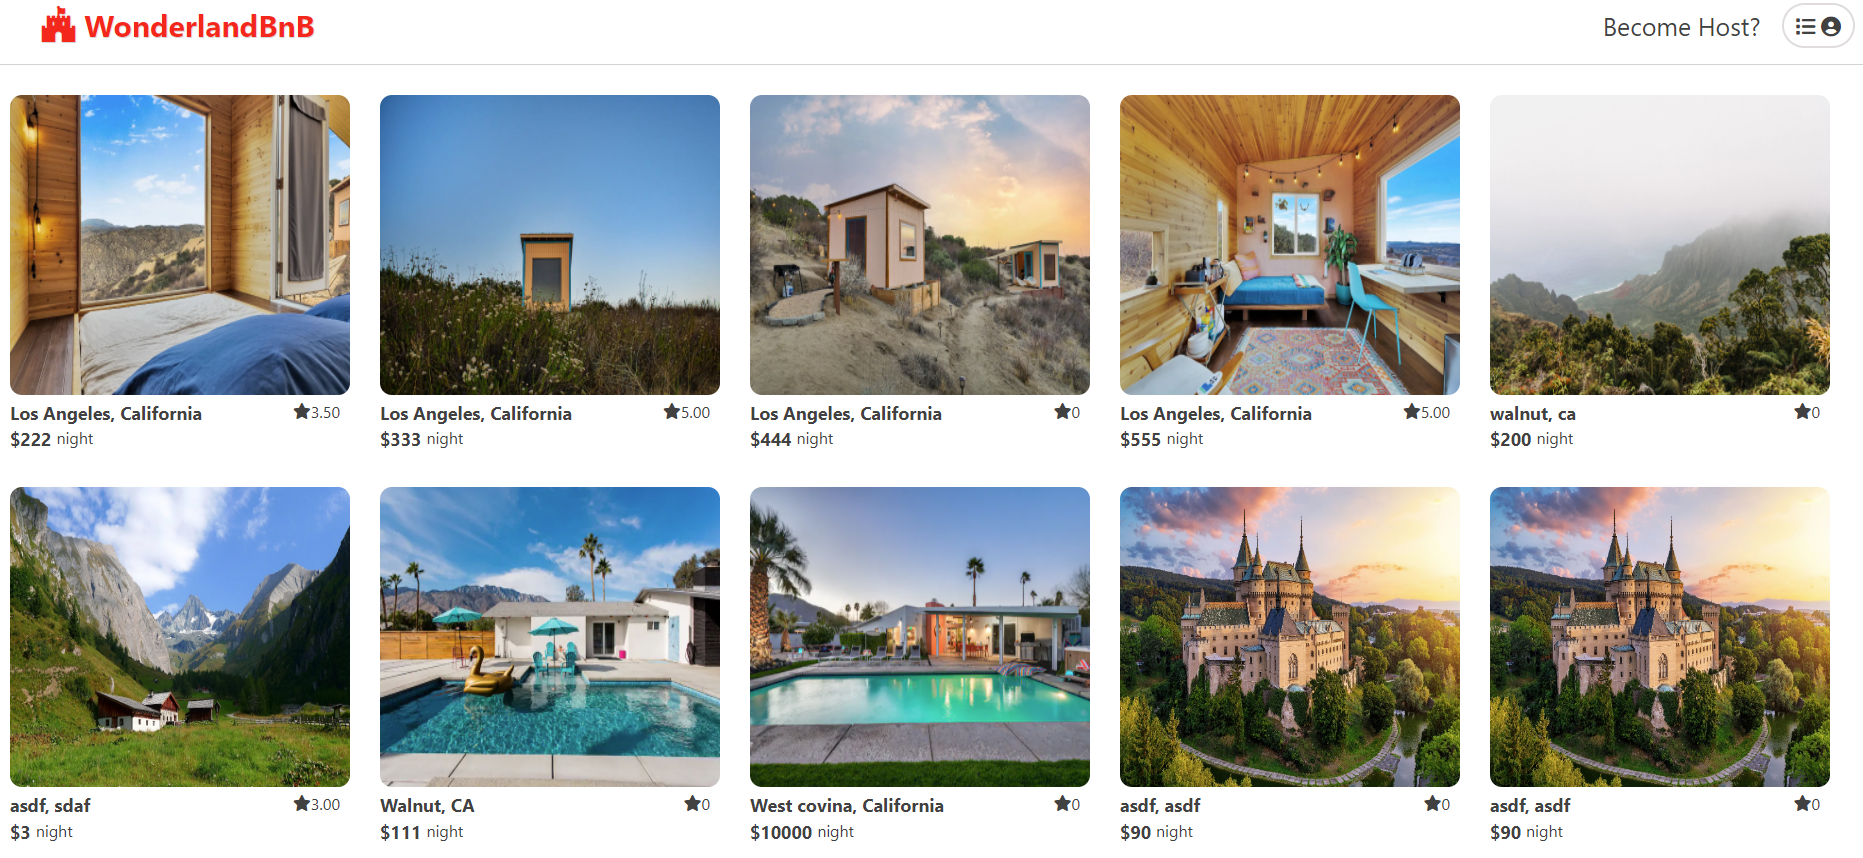 WonderlandBnB
Become Host?
Los Angeles, California 3.50
$222 night
Los Angeles, California 5.00
$333 night
Los Angeles, California 0
$444 night
Los Angeles, California 5.00
$555 night
walnut, ca 0
$200 night
asdf, sdaf 3.00
$3 night
Walnut, CA 0
$111 night
West covina, California 0
$10000 night
asdf, asdf 0
$90 night
asdf, asdf 0
$90 night